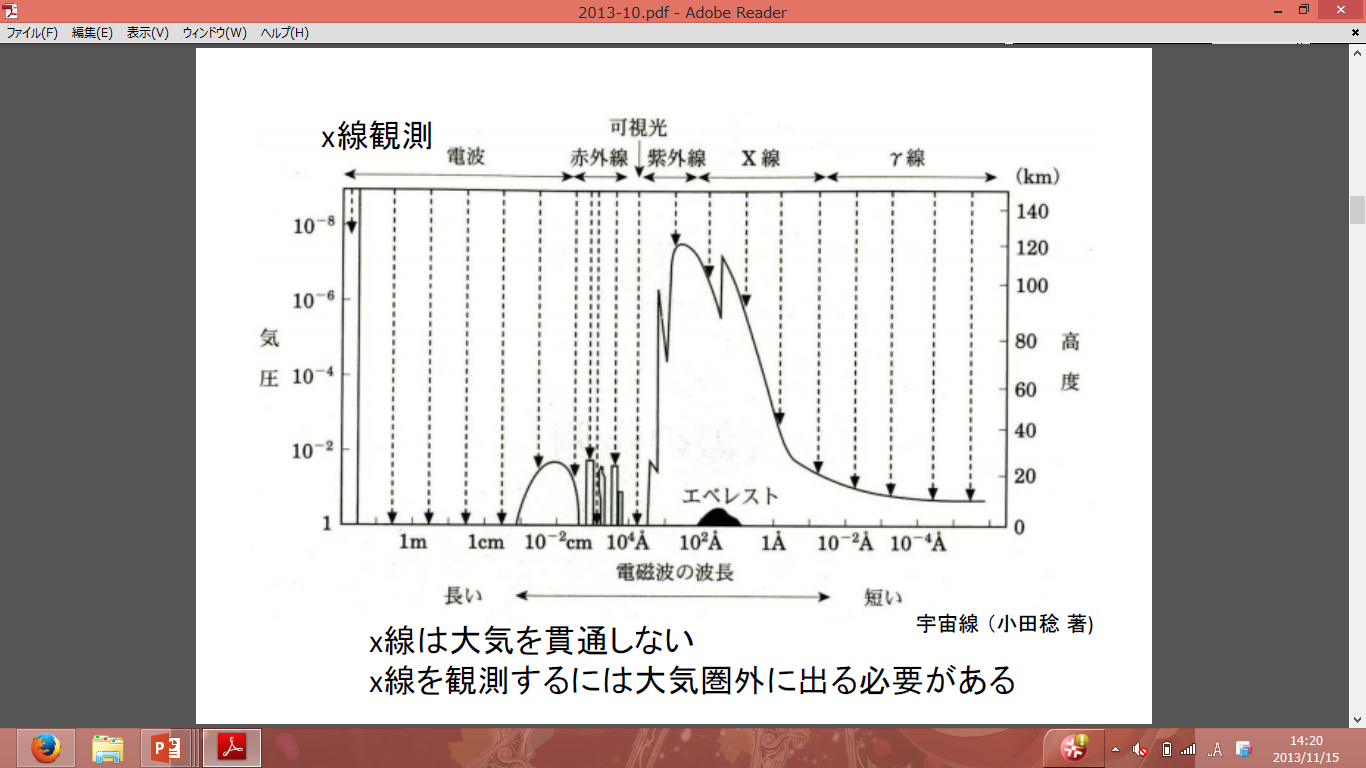 2013-10.pdf - Adobe Reader
ファイル(F) 編集(E) 表示(V) ウィンドウ(W) ヘルプ(H)
x線観測
可視光
電波 赤外線 紫外線 X線 γ線
(km)
10⁻⁸ 140
120
10⁻⁶ 100
気圧 80 高度
10⁻⁴ 60
40
10⁻² 20
エベレスト
1 0
1m 1cm 10⁻²cm 10⁴Å 10²Å 1Å 10⁻²Å 10⁻⁴Å
電磁波の波長
長い 短い
宇宙線（小田稔 著)
x線は大気を貫通しない
x線を観測するには大気圏外に出る必要がある
14:20
2013/11/15